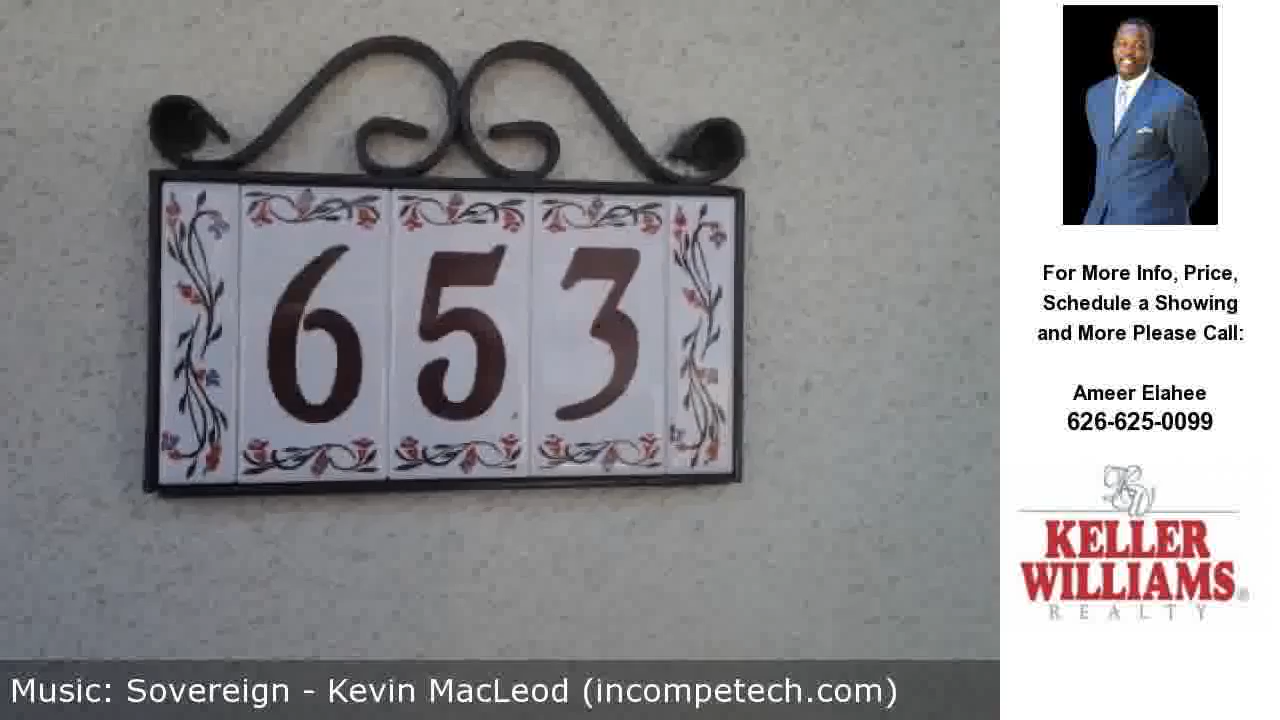 653
For More Info, Price,
Schedule a Showing
and More Please Call:
Ameer Elahee
626-625-0099
KW
KELLER
WILLIAMS®
REALTY
Music: Sovereign - Kevin MacLeod (incompetech.com)